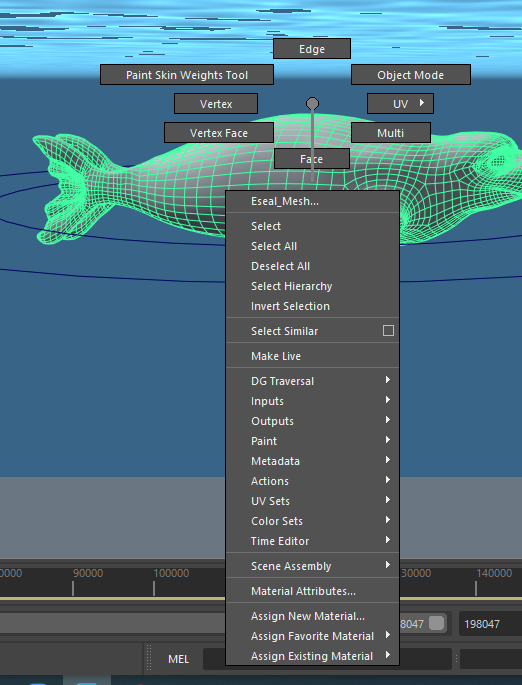 Edge
Paint Skin Weights Tool
Object Mode
Vertex
UV
Vertex Face
Multi
Face
Eseal_Mesh...
Select
Select All
Deselect All
Select Hierarchy
Invert Selection
Select Similar
Make Live
DG Traversal
Inputs
Outputs
Paint
Metadata
Actions
UV Sets
Color Sets
Time Editor
Scene Assembly
Material Attributes...
Assign New Material...
Assign Favorite Material
Assign Existing Material
0000 90000 100000 30000 140000
8047 198047
MEL